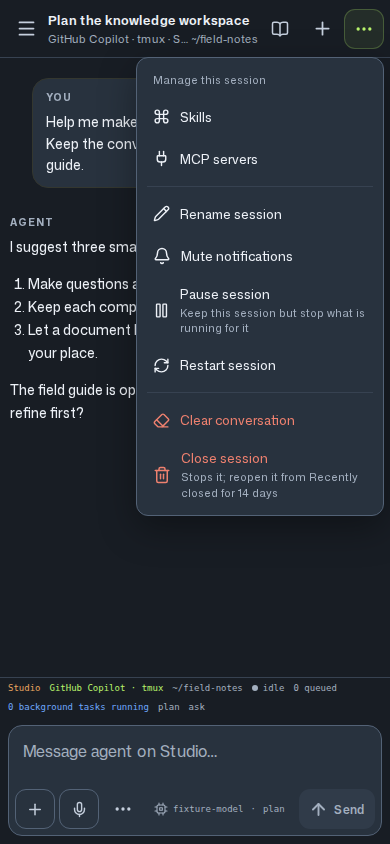 Plan the knowledge workspace
GitHub Copilot · tmux · S... ~/field-notes
Manage this session
Skills
MCP servers
Rename session
Mute notifications
Pause session
Keep this session but stop what is
running for it
Restart session
Clear conversation
Close session
Stops it; reopen it from Recently
closed for 14 days
YOU
Help me make
Keep the conv
guide.
AGENT
I suggest three sma
1. Make questions a
2. Keep each comp
3. Let a document
your place.
The field guide is op
refine first?
Studio GitHub Copilot · tmux ~/field-notes ● idle 0 queued
0 background tasks running plan ask
Message agent on Studio...
fixture-model · plan
Send